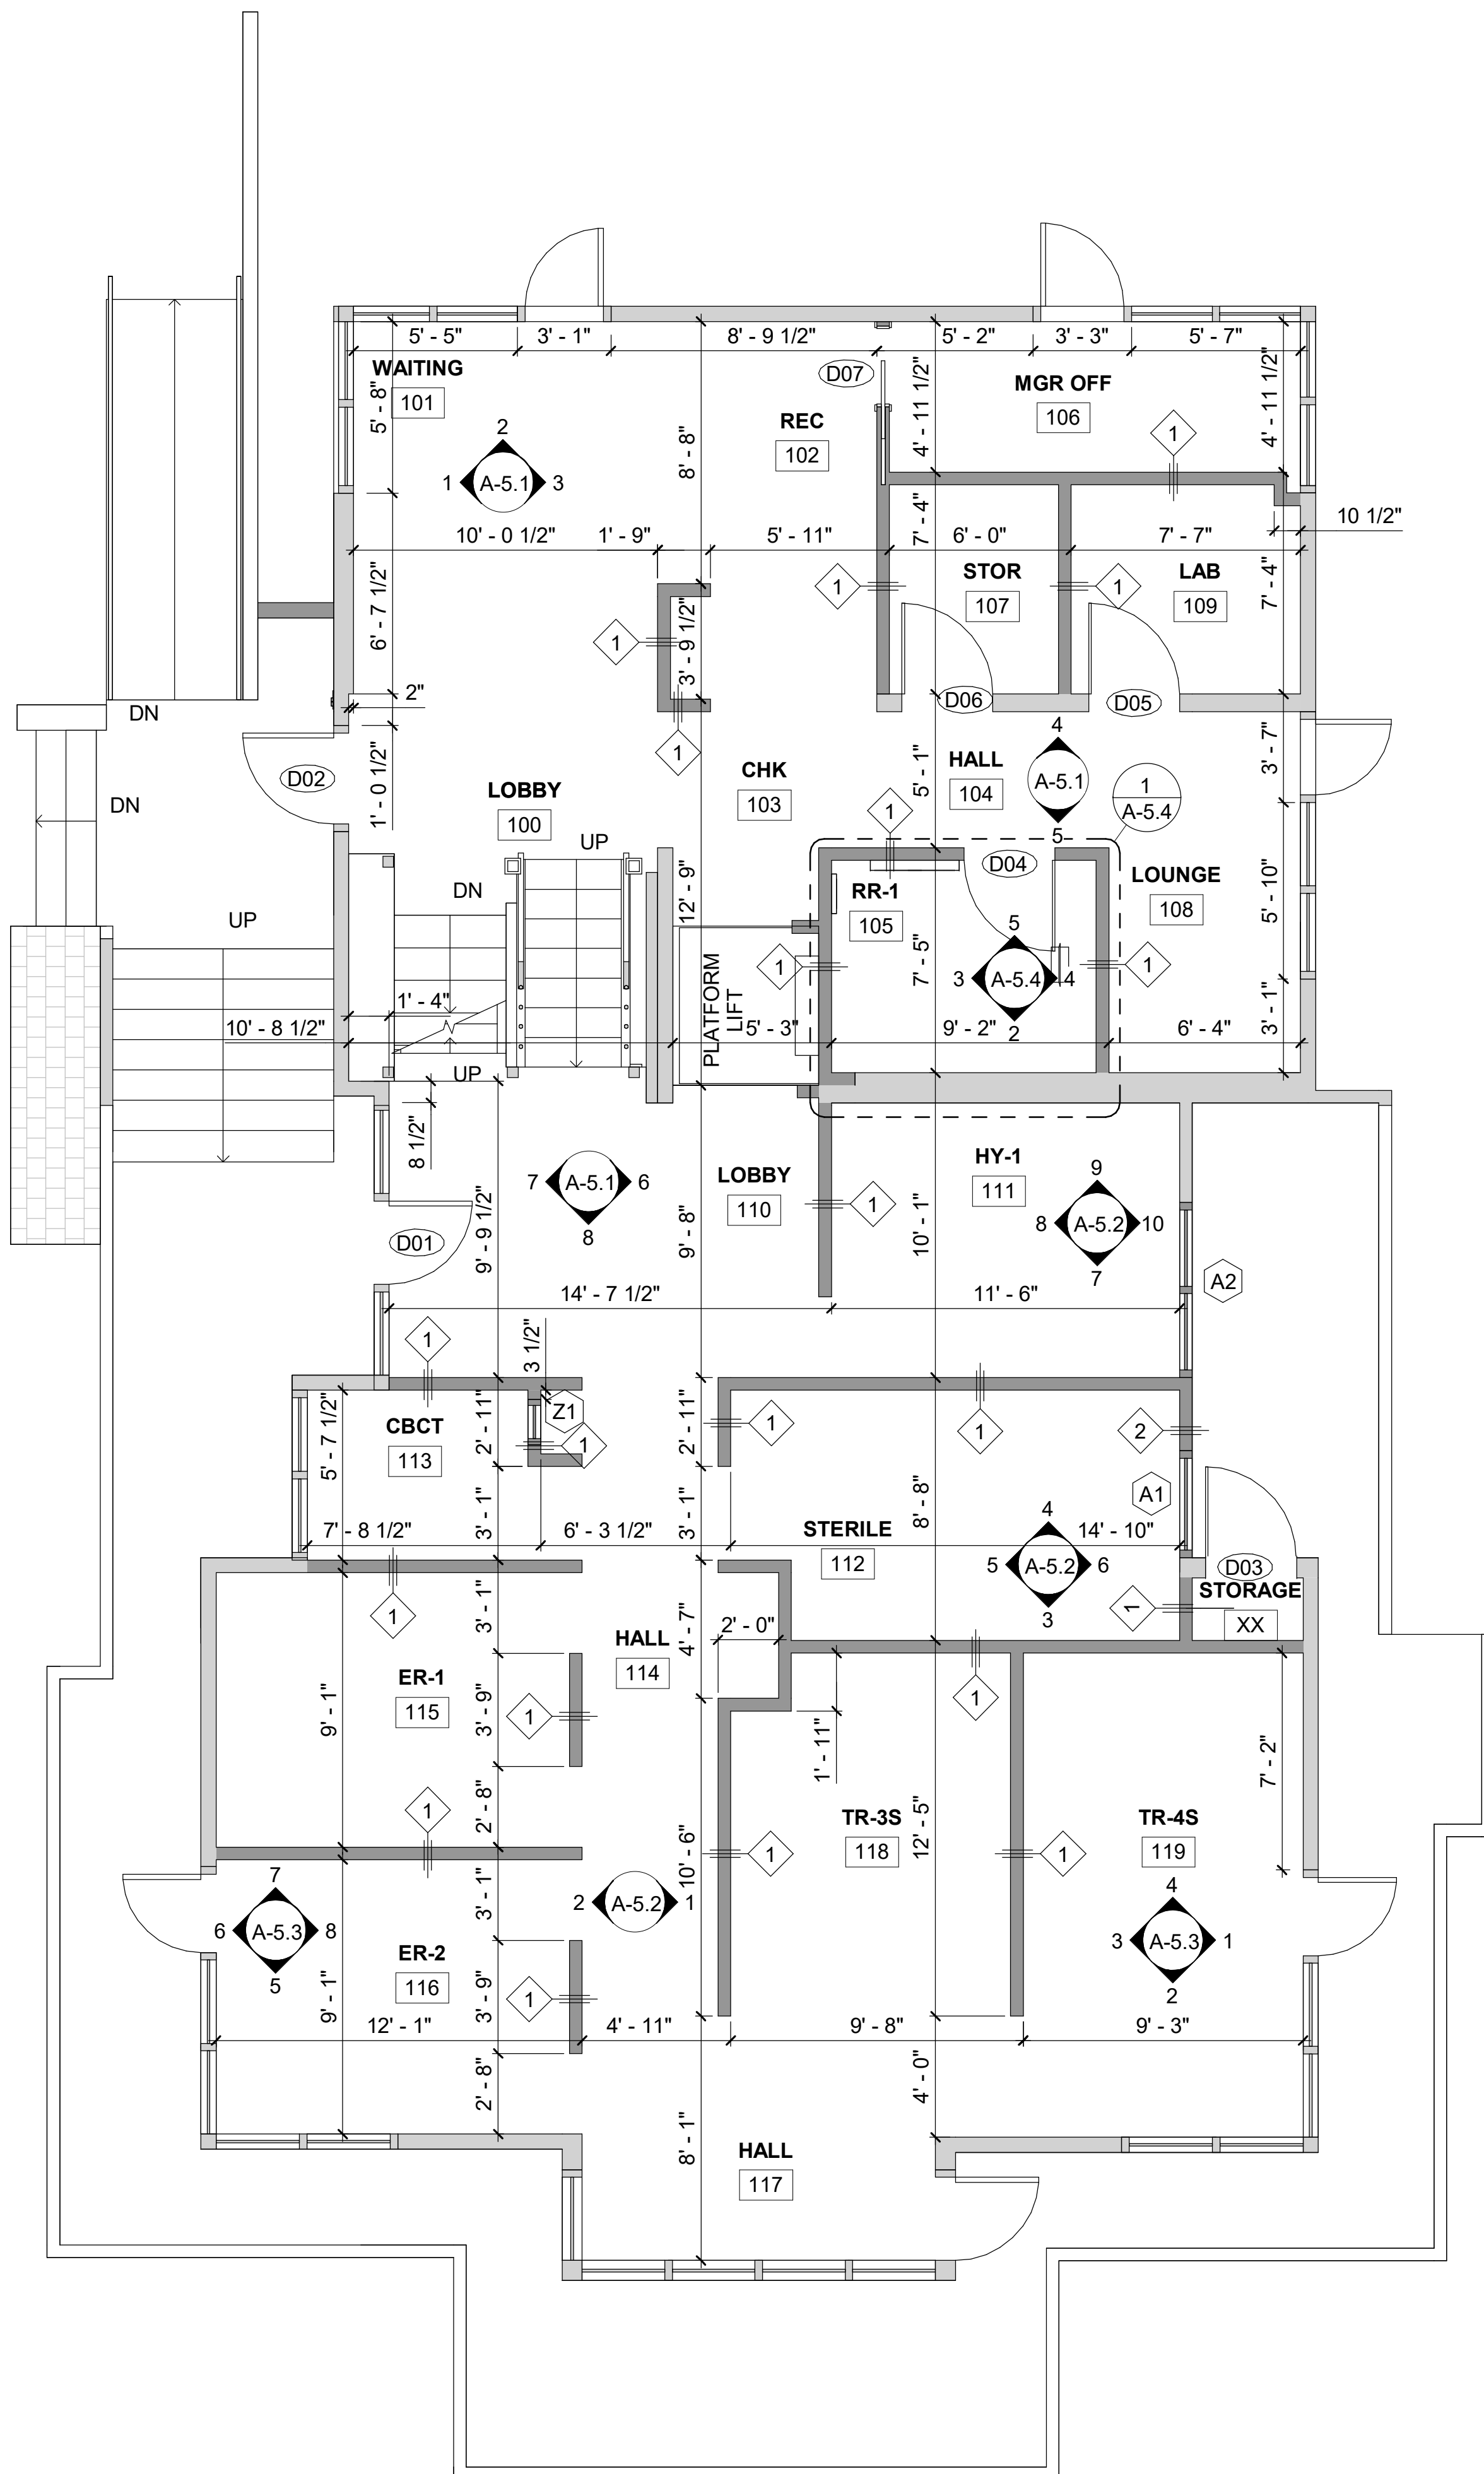 5' - 5"
3' - 1"
8' - 9 1/2"
5' - 2"
3' - 3"
5' - 7"
WAITING
101
5' - 8"
D07
4' - 11 1/2"
MGR OFF
106
4' - 11 1/2"
REC
102
8' - 8"
1
2
1
A-5.1
3
10 1/2"
10' - 0 1/2"
1' - 9"
5' - 11"
7' - 4"
6' - 0"
7' - 7"
STOR
107
LAB
109
7' - 4"
1
1
6' - 7 1/2"
1
3' - 9 1/2"
2"
1
D06
D05
DN
DN
D02
1' - 0 1/2"
LOBBY
100
CHK
103
5' - 1"
HALL
104
4
A-5.1
5
1
A-5.4
3' - 7"
1
UP
DN
UP
12' - 9"
D04
RR-1
105
LOUNGE
108
5' - 10"
1
7' - 5"
5
3
A-5.4
4
2
1
1' - 4"
10' - 8 1/2"
PLATFORM
LIFT
5' - 3"
9' - 2"
6' - 4"
3' - 1"
UP
8 1/2"
7
A-5.1
6
8
LOBBY
110
1
HY-1
111
9
8
A-5.2
10
7
D01
9' - 9 1/2"
9' - 8"
10' - 1"
A2
14' - 7 1/2"
11' - 6"
1
3 1/2"
CBCT
113
5' - 7 1/2"
2' - 11"
Z1
1
2' - 11"
1
1
2
A1
7' - 8 1/2"
3' - 1"
6' - 3 1/2"
3' - 1"
STERILE
112
8' - 8"
14' - 10"
4
5
A-5.2
6
3
D03
STORAGE
XX
1
1
3' - 1"
HALL
114
4' - 7"
2' - 0"
ER-1
115
9' - 1"
3' - 9"
1
1
1' - 11"
7' - 2"
1
2' - 8"
TR-3S
118
12' - 5"
TR-4S
119
1
1
10' - 6"
7
6
A-5.3
8
5
3' - 1"
2
A-5.2
1
4
3
A-5.3
1
2
ER-2
116
9' - 1"
3' - 9"
1
12' - 1"
4' - 11"
9' - 8"
9' - 3"
2' - 8"
4' - 0"
8' - 1"
HALL
117